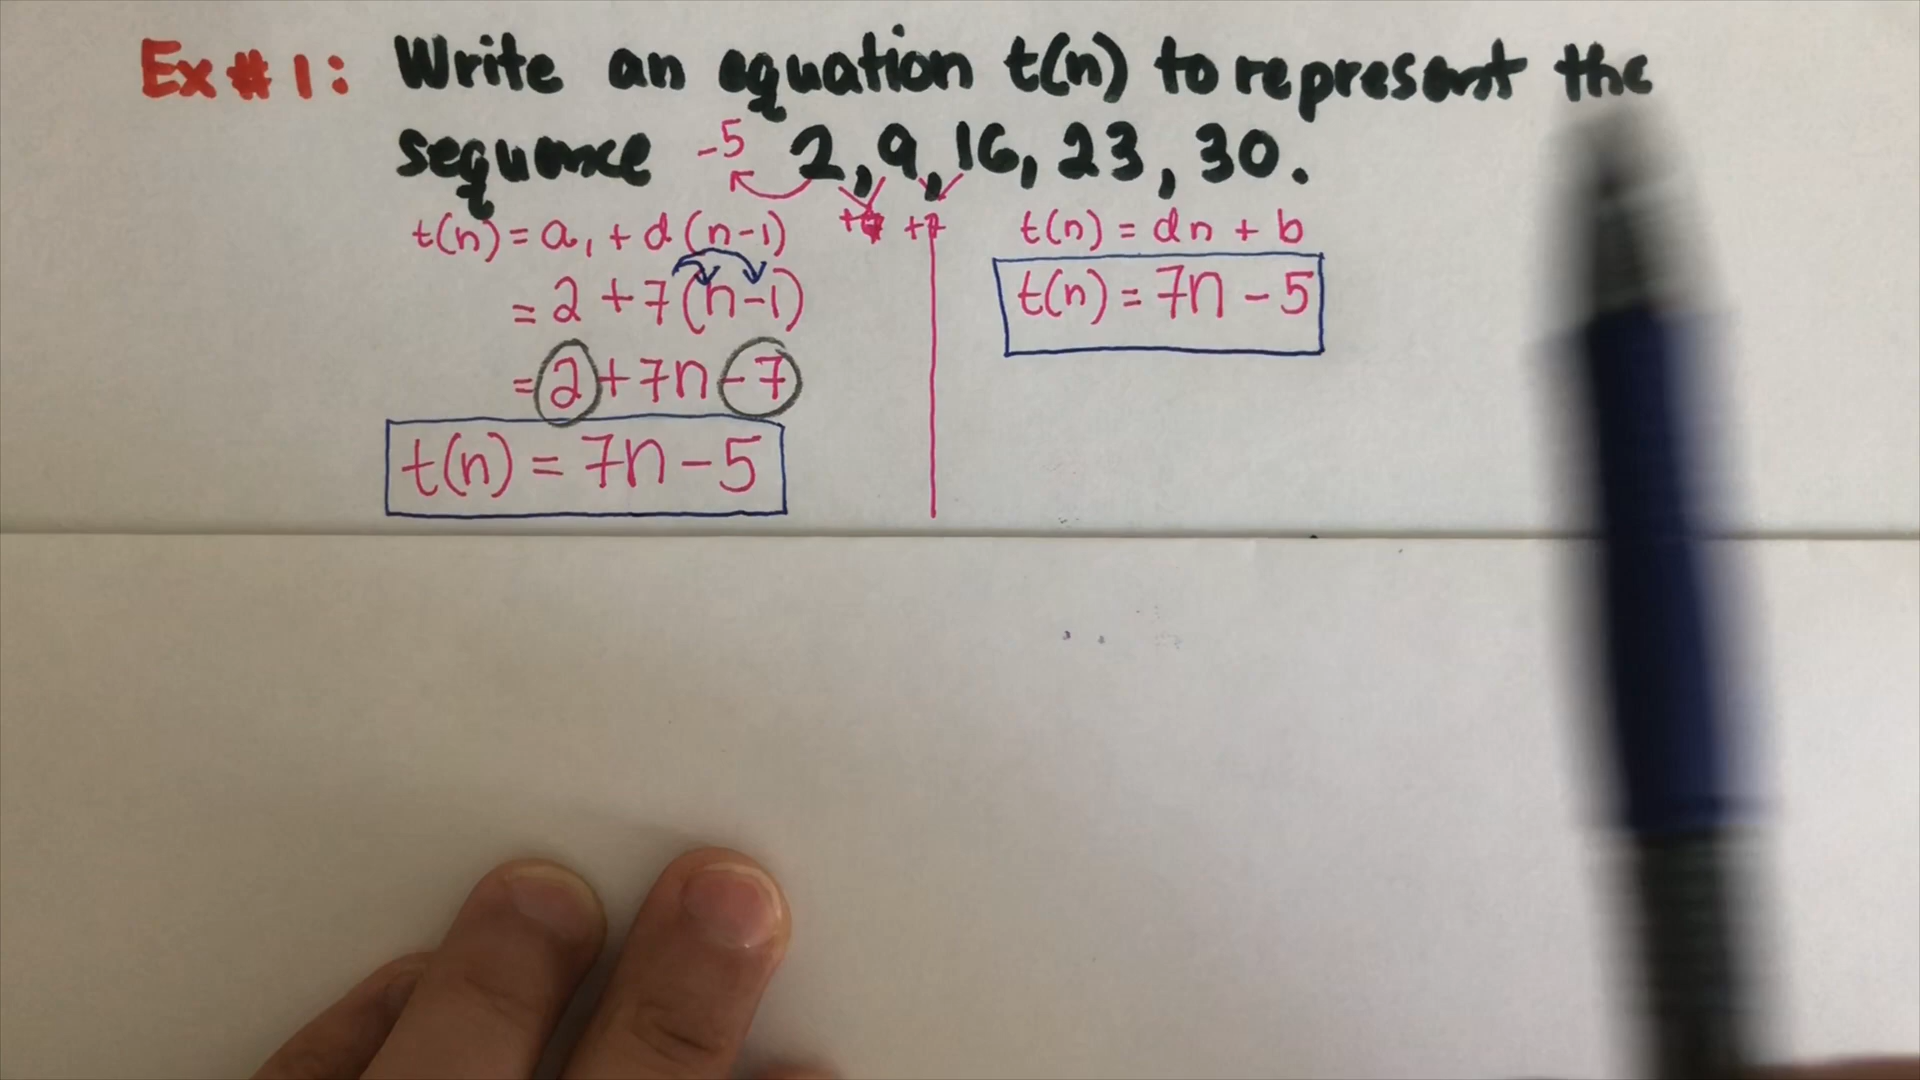 Ex#1: Write an equation t(n) to represent the
sequence -5 2, 9, 16, 23, 30.
+7 +7
t(n) = a₁ + d(n-1)
= 2 + 7(n-1)
= 2 + 7n - 7
t(n) = 7n - 5
t(n) = dn + b
t(n) = 7n - 5